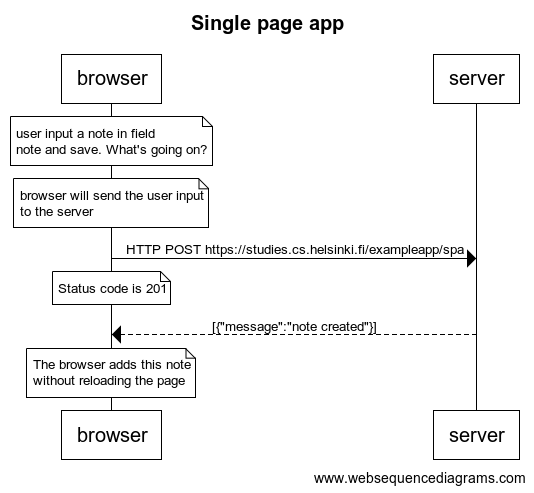 Single page app
browser
server
user input a note in field
note and save. What's going on?
browser will send the user input
to the server
HTTP POST https://studies.cs.helsinki.fi/exampleapp/spa
Status code is 201
[{"message":"note created"}]
The browser adds this note
without reloading the page
browser
server
www.websequencediagrams.com